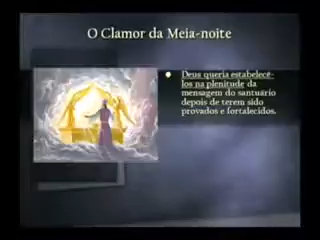 O Clamor da Meia-noite
Deus queria estabelecê-
los na plenitude da
mensagem do santuário
depois de terem sido
provados e fortalecidos.